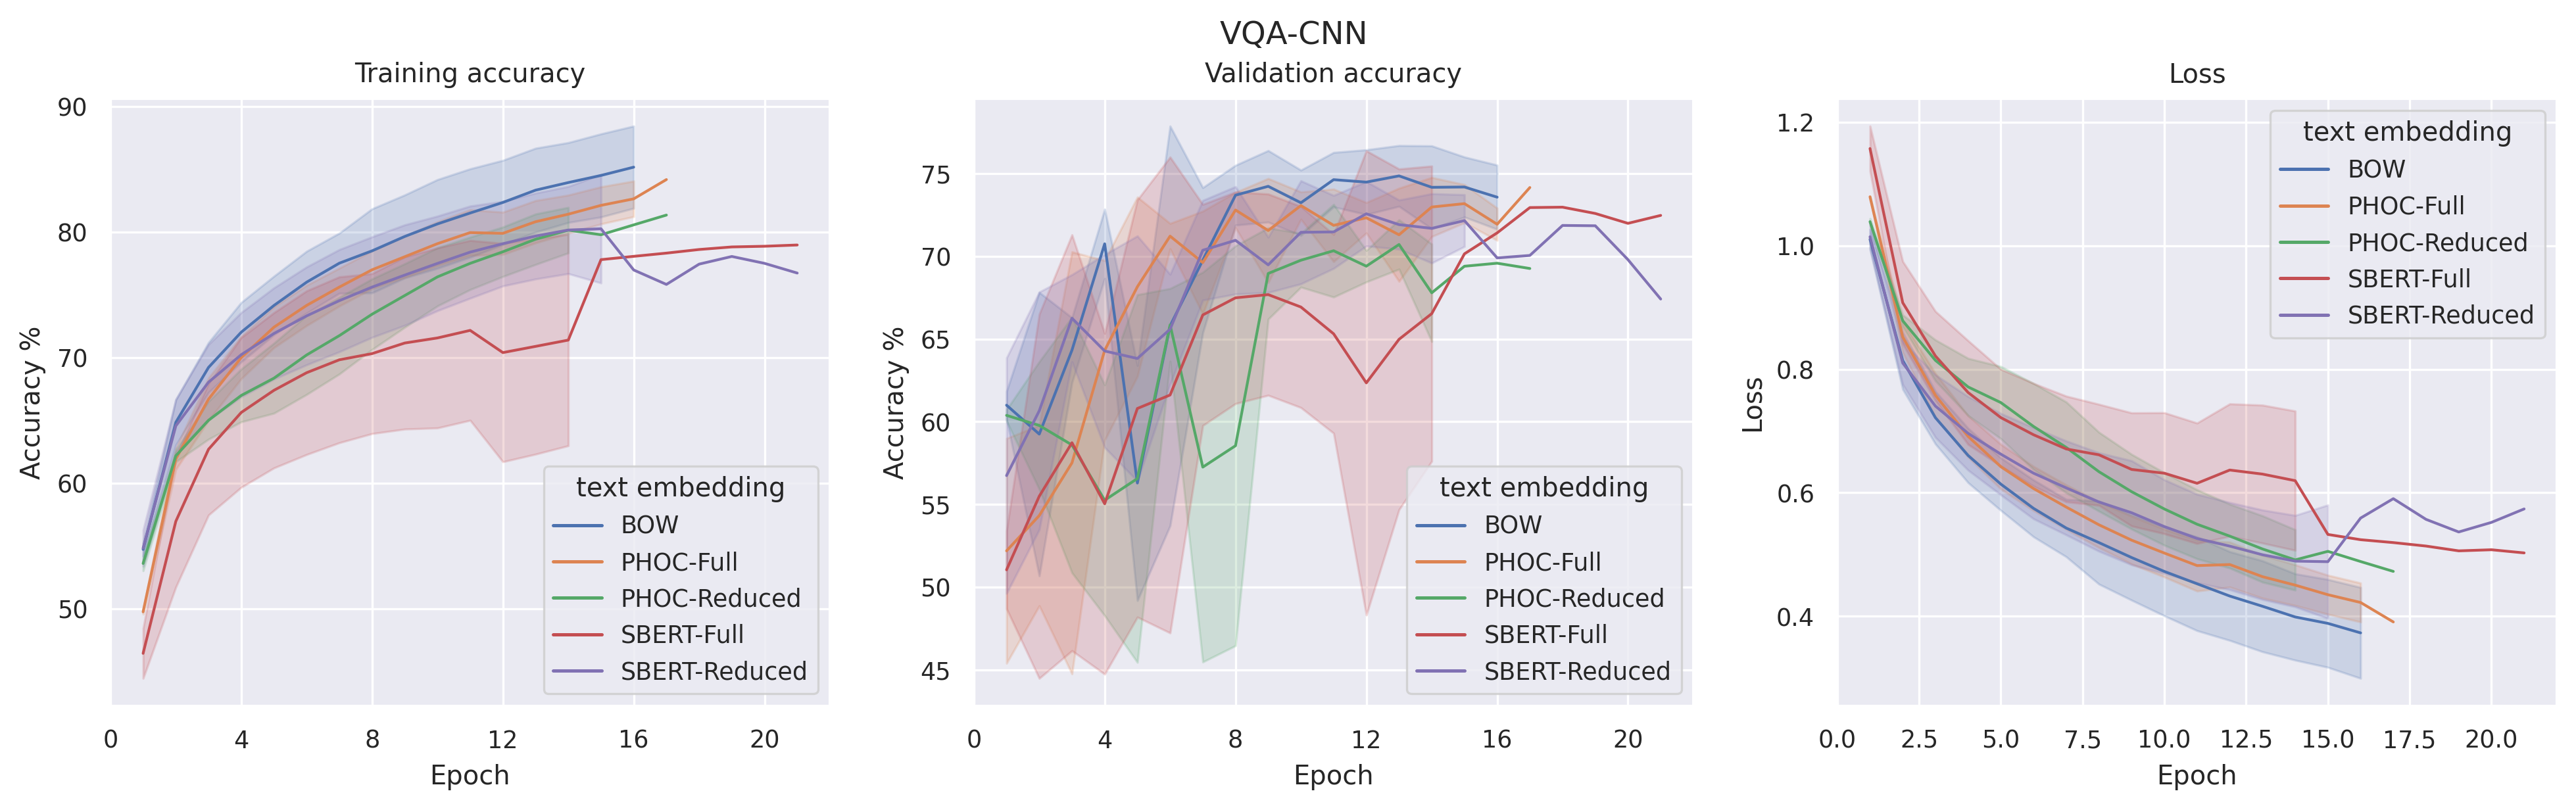 VQA-CNN
Training accuracy
90
80
70
60
50
Accuracy %
0 4 8 12 16 20
Epoch
text embedding
BOW
PHOC-Full
PHOC-Reduced
SBERT-Full
SBERT-Reduced
Validation accuracy
75
70
65
60
55
50
45
Accuracy %
0 4 8 12 16 20
Epoch
text embedding
BOW
PHOC-Full
PHOC-Reduced
SBERT-Full
SBERT-Reduced
Loss
1.2
1.0
0.8
0.6
0.4
Loss
0.0 2.5 5.0 7.5 10.0 12.5 15.0 17.5 20.0
Epoch
text embedding
BOW
PHOC-Full
PHOC-Reduced
SBERT-Full
SBERT-Reduced